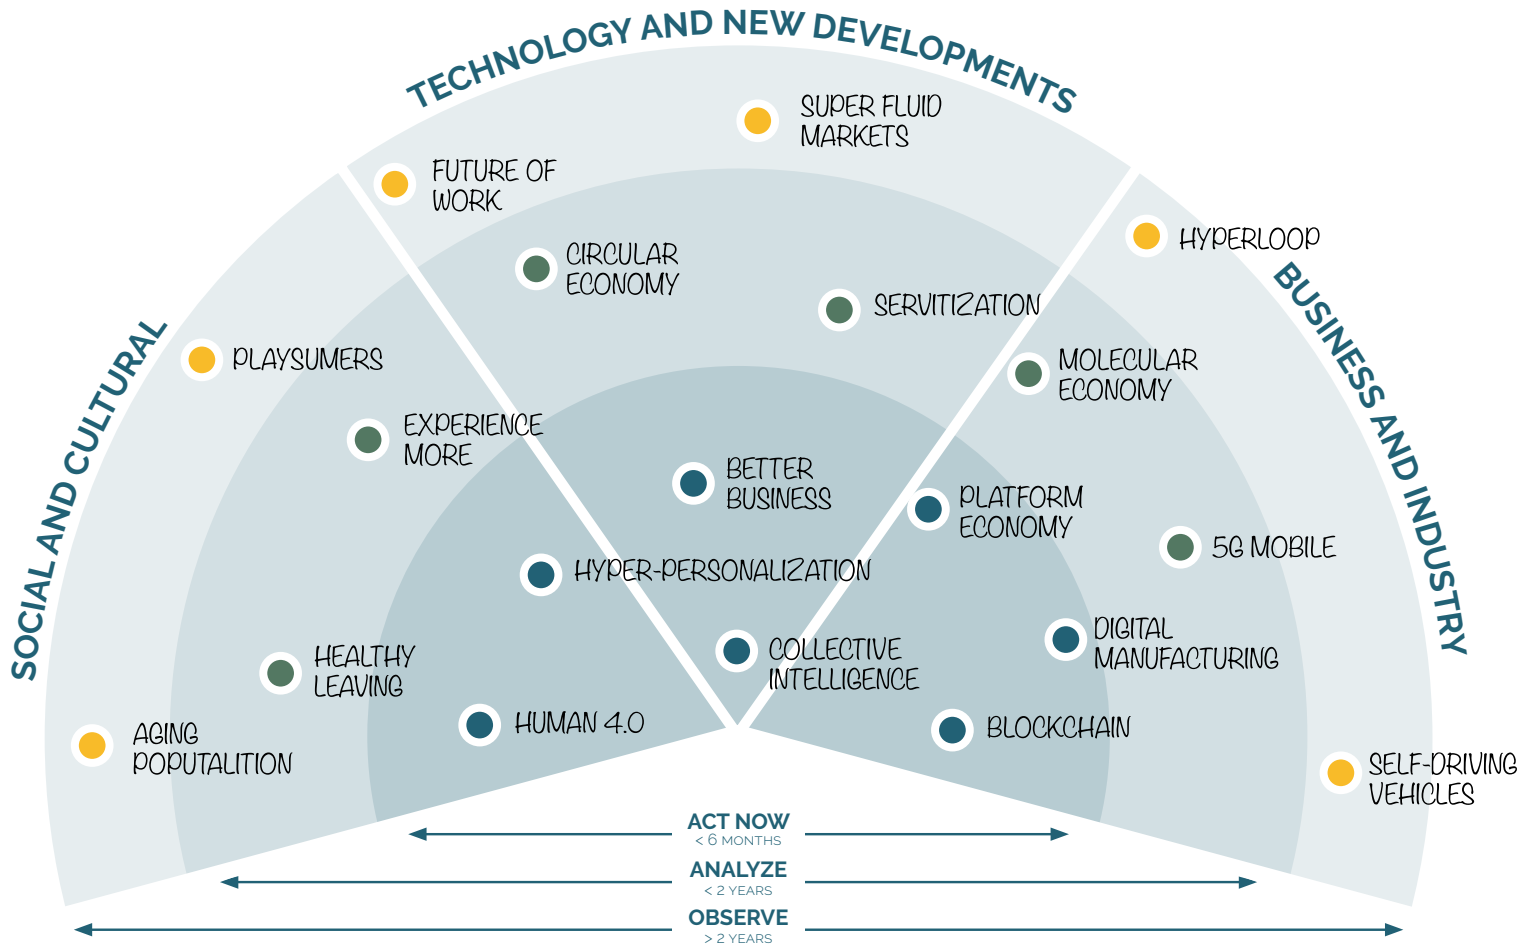 TECHNOLOGY AND NEW DEVELOPMENTS
SOCIAL AND CULTURAL
BUSINESS AND INDUSTRY
SUPER FLUID
MARKETS
FUTURE OF
WORK
HYPERLOOP
CIRCULAR
ECONOMY
SERVITIZATION
PLAYSUMERS
MOLECULAR
ECONOMY
EXPERIENCE
MORE
BETTER
BUSINESS
PLATFORM
ECONOMY
5G MOBILE
HYPER-PERSONALIZATION
DIGITAL
MANUFACTURING
COLLECTIVE
INTELLIGENCE
HEALTHY
LEAVING
HUMAN 4.0
BLOCKCHAIN
AGING
POPUTALITION
SELF-DRIVING
VEHICLES
ACT NOW
< 6 MONTHS
ANALYZE
< 2 YEARS
OBSERVE
> 2 YEARS